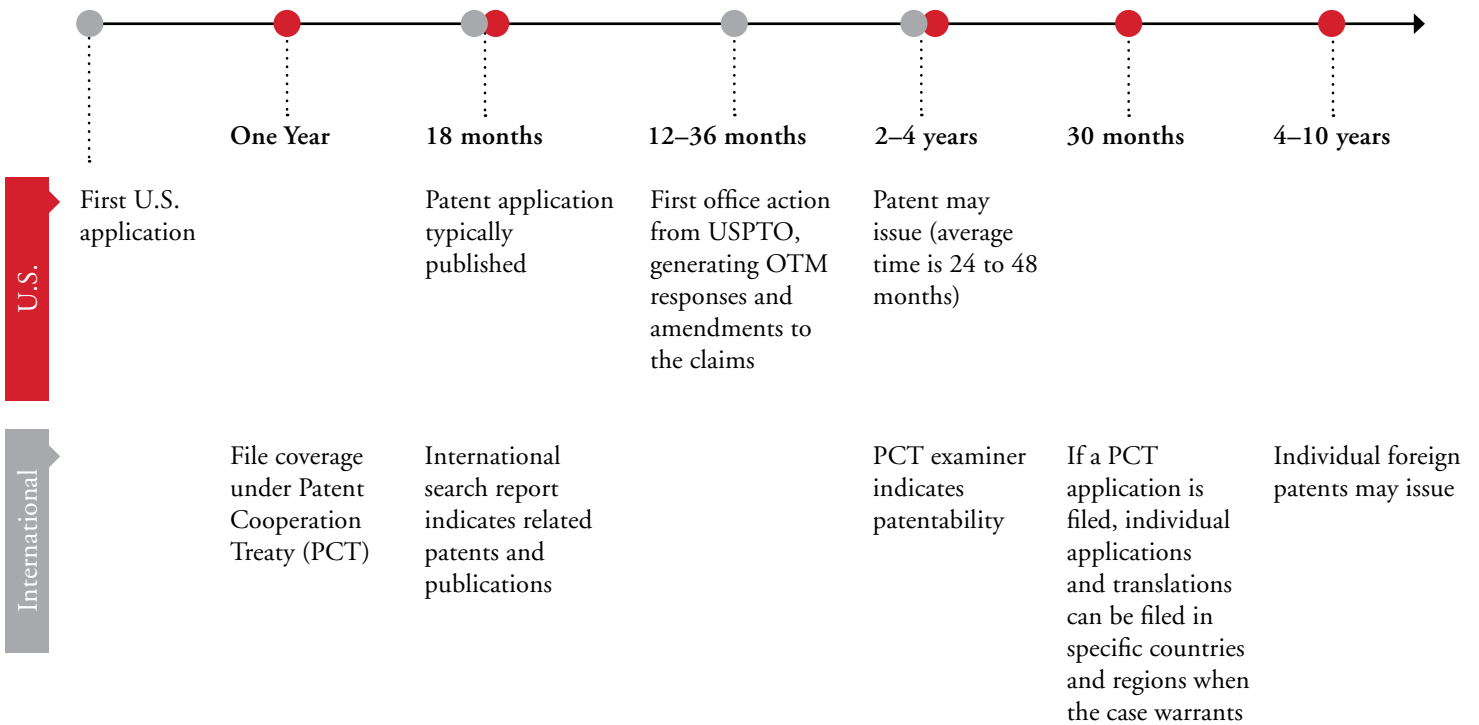 One Year
18 months
12–36 months
2–4 years
30 months
4–10 years
U.S.
First U.S.
application
Patent application
typically
published
First office action
from USPTO,
generating OTM
responses and
amendments to
the claims
Patent may
issue (average
time is 24 to 48
months)
International
File coverage
under Patent
Cooperation
Treaty (PCT)
International
search report
indicates related
patents and
publications
PCT examiner
indicates
patentability
If a PCT
application is
filed, individual
applications
and translations
can be filed in
specific countries
and regions when
the case warrants
Individual foreign
patents may issue